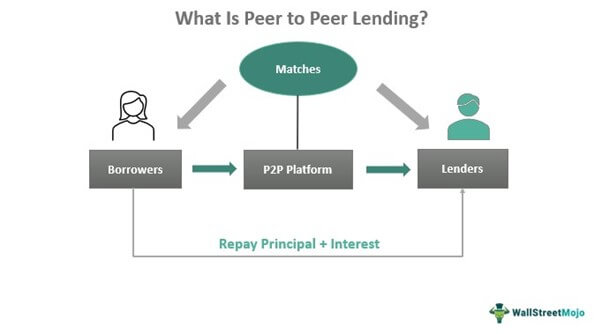 What Is Peer to Peer Lending?
Matches
Borrowers
P2P Platform
Lenders
Repay Principal + Interest
WallStreetMojo